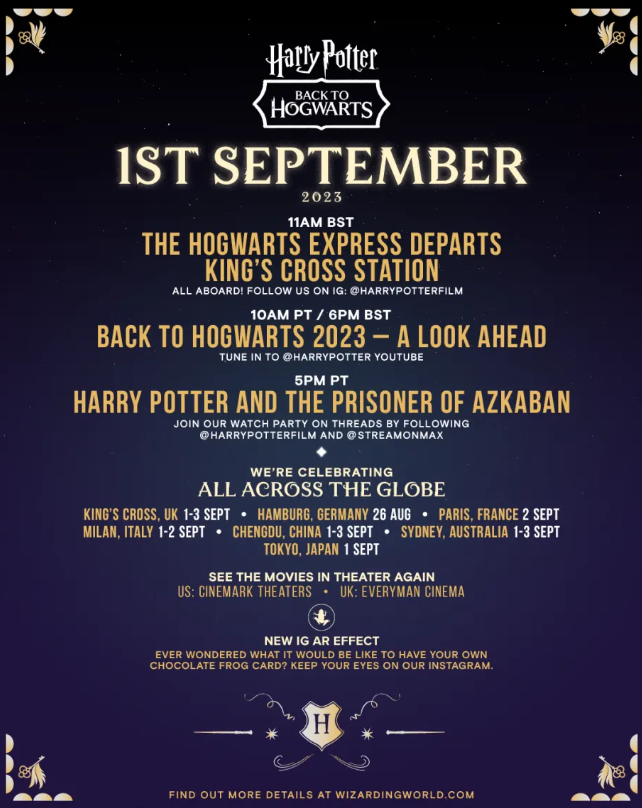 Harry Potter
BACK TO
HOGWARTS
1ST SEPTEMBER
2023
11AM BST
THE HOGWARTS EXPRESS DEPARTS
KING'S CROSS STATION
ALL ABOARD! FOLLOW US ON IG: @HARRYPOTTERFILM
10AM PT / 6PM BST
BACK TO HOGWARTS 2023 – A LOOK AHEAD
TUNE IN TO @HARRYPOTTER YOUTUBE
5PM PT
HARRY POTTER AND THE PRISONER OF AZKABAN
JOIN OUR WATCH PARTY ON THREADS BY FOLLOWING
@HARRYPOTTERFILM AND @STREAMONMAX
WE'RE CELEBRATING
ALL ACROSS THE GLOBE
KING'S CROSS, UK 1-3 SEPT • HAMBURG, GERMANY 26 AUG • PARIS, FRANCE 2 SEPT
MILAN, ITALY 1-2 SEPT • CHENGDU, CHINA 1-3 SEPT • SYDNEY, AUSTRALIA 1-3 SEPT
TOKYO, JAPAN 1 SEPT
SEE THE MOVIES IN THEATER AGAIN
US: CINEMARK THEATERS • UK: EVERYMAN CINEMA
NEW IG AR EFFECT
EVER WONDERED WHAT IT WOULD BE LIKE TO HAVE YOUR OWN
CHOCOLATE FROG CARD? KEEP YOUR EYES ON OUR INSTAGRAM.
H
FIND OUT MORE DETAILS AT WIZARDINGWORLD.COM